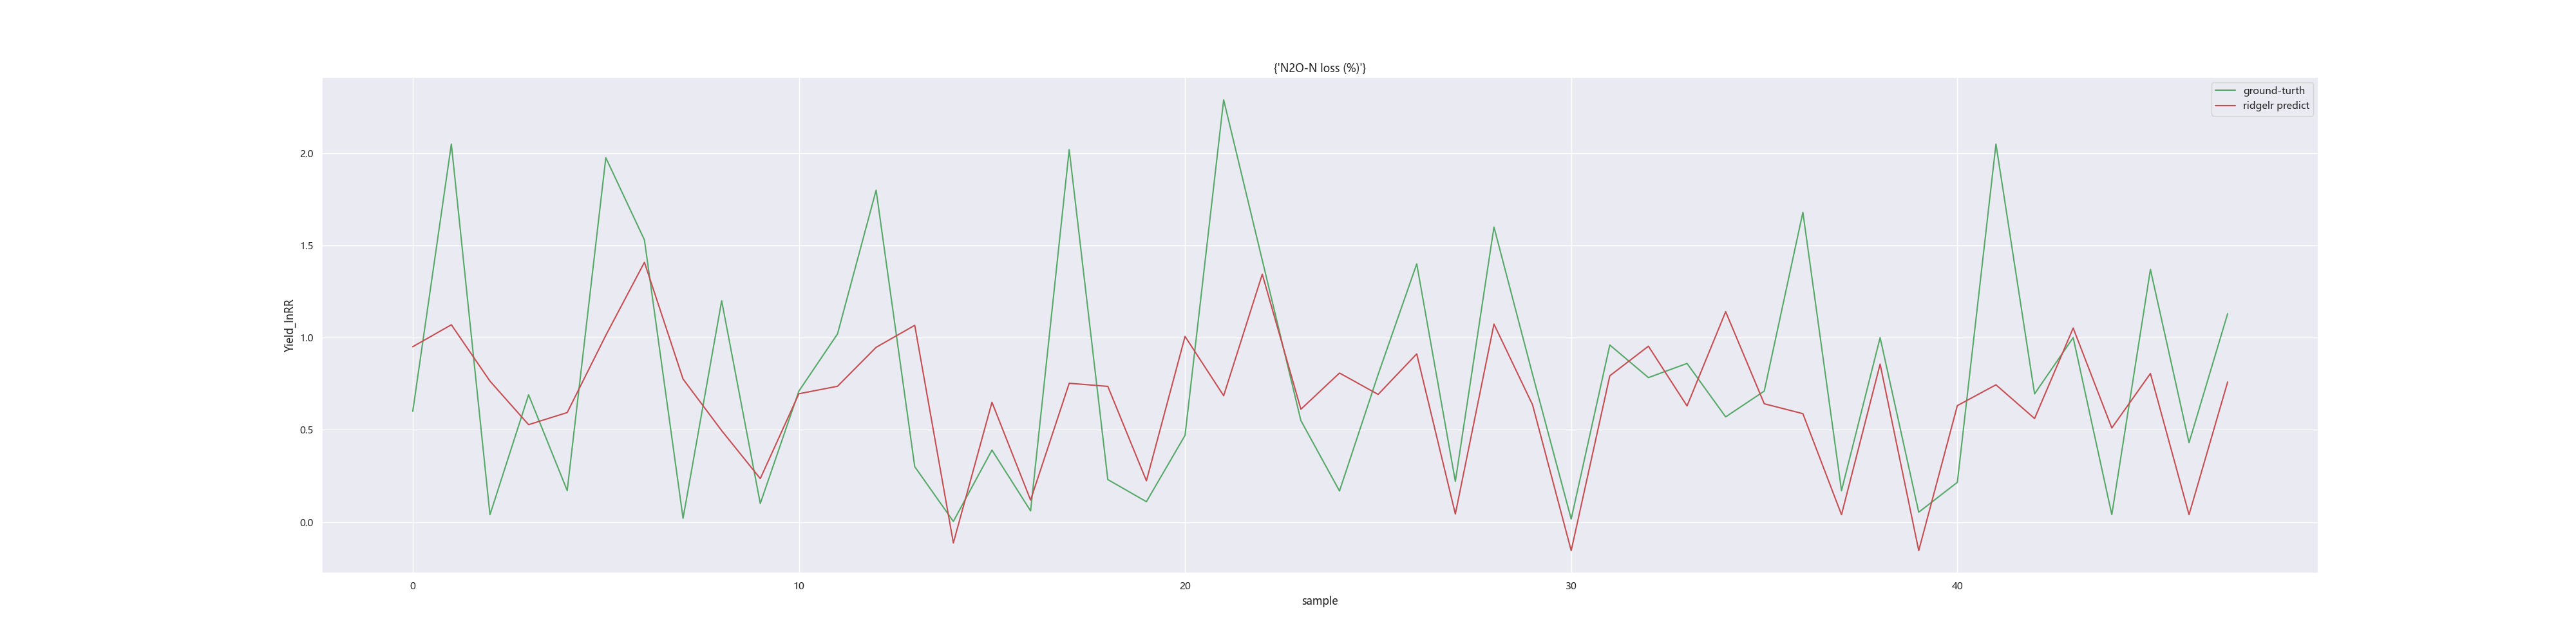 {'N2O-N loss (%)'}
ground-turth
ridgelr predict
Yield_lnRR
2.0
1.5
1.0
0.5
0.0
0 10 20 30 40
sample